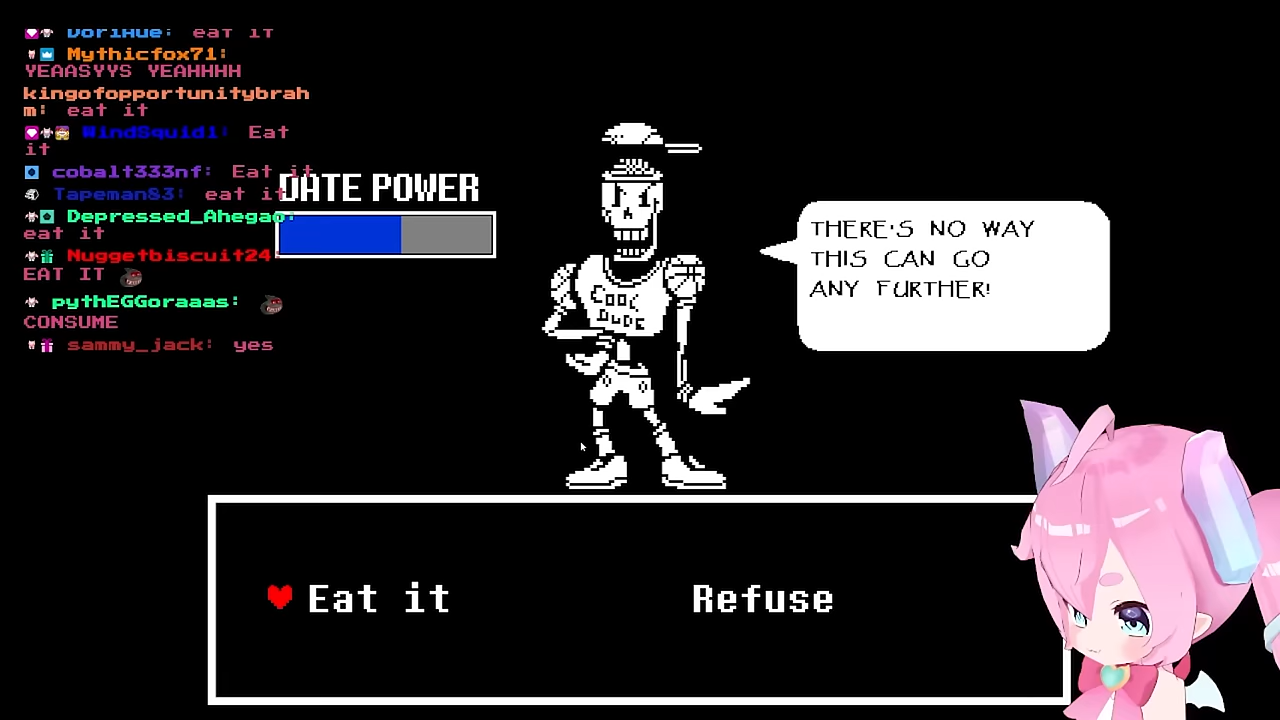 DoriHue: eat it
Mythicfox71:
YEAASYYS YEAHHHH
kingofopportunitybrah
m: eat it
WindSquid1: Eat
it
cobalt333nf: Eat it
Tapeman83: eat it
Depressed_Ahegao:
eat it
Nuggetbiscuit24:
EAT IT
pythEGGoraaas:
CONSUME
sammy_jack: yes
DATE POWER
COOL
DUDE
THERE'S NO WAY
THIS CAN GO
ANY FURTHER!
Eat it
Refuse